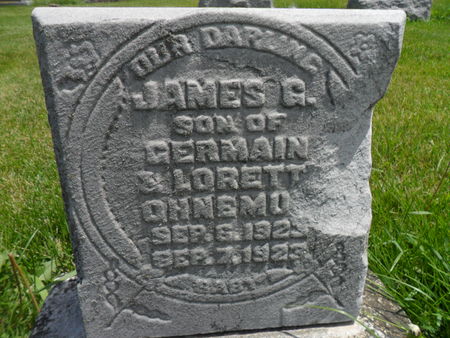 OUR DARLING
JAMES G.
SON OF
GERMAIN
& LORETT
OHNEMU
SEP. 6, 192
SEP. 7, 192
BABY